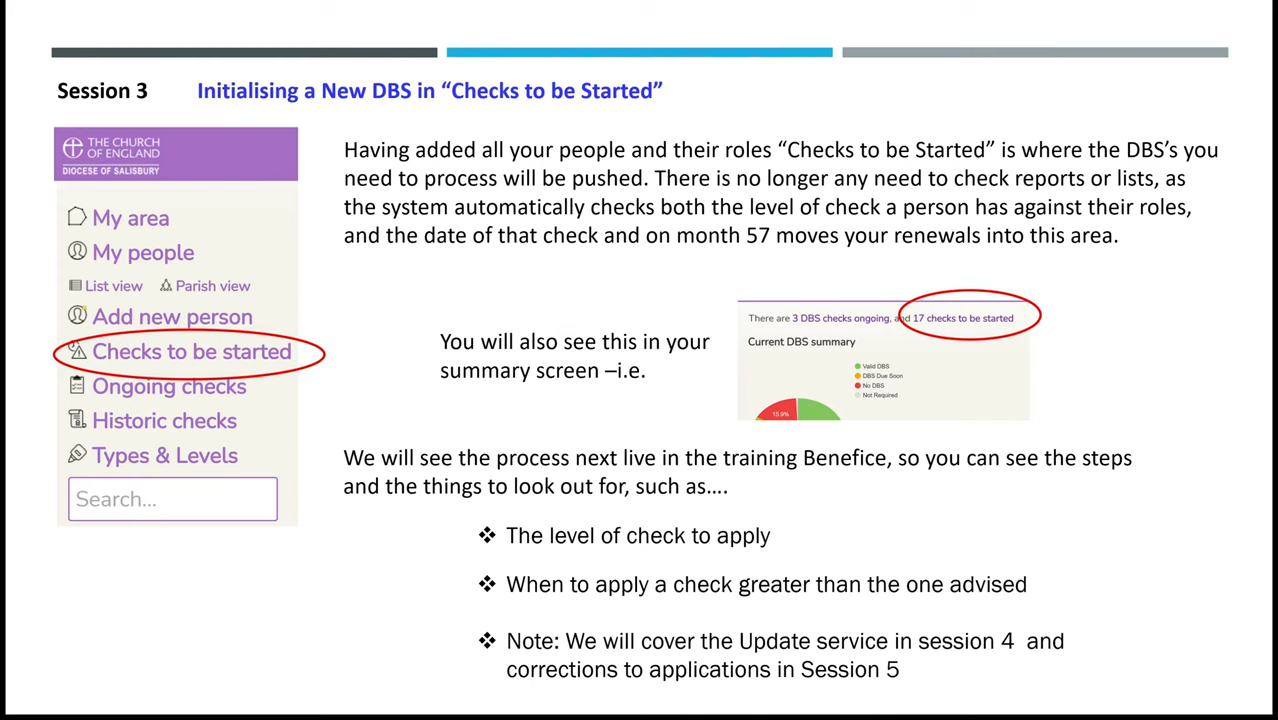 Session 3 Initialising a New DBS in “Checks to be Started”
THE CHURCH
OF ENGLAND
DIOCESE OF SALISBURY
My area
My people
List view Parish view
Add new person
Checks to be started
Ongoing checks
Historic checks
Types & Levels
Search...
Having added all your people and their roles “Checks to be Started” is where the DBS’s you
need to process will be pushed. There is no longer any need to check reports or lists, as
the system automatically checks both the level of check a person has against their roles,
and the date of that check and on month 57 moves your renewals into this area.
You will also see this in your
summary screen –i.e.
There are 3 DBS checks ongoing, and 17 checks to be started
Current DBS summary
Valid DBS
DBS Due Soon
No DBS
Not Required
15.9%
We will see the process next live in the training Benefice, so you can see the steps
and the things to look out for, such as….
❖ The level of check to apply
❖ When to apply a check greater than the one advised
❖ Note: We will cover the Update service in session 4 and
corrections to applications in Session 5